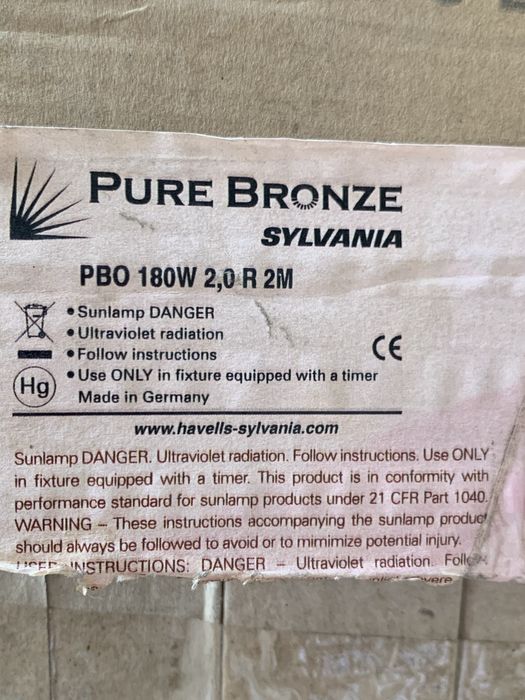 PURE BRONZE
SYLVANIA
PBO 180W 2,0 R 2M
• Sunlamp DANGER
• Ultraviolet radiation
• Follow instructions
• Use ONLY in fixture equipped with a timer
Made in Germany
CE
Hg
www.havells-sylvania.com
Sunlamp DANGER. Ultraviolet radiation. Follow instructions. Use ONLY
in fixture equipped with a timer. This product is in conformity with
performance standard for sunlamp products under 21 CFR Part 1040.
WARNING – These instructions accompanying the sunlamp product
should always be followed to avoid or to mimimize potential injury.
USER INSTRUCTIONS: DANGER – Ultraviolet radiation. Follow